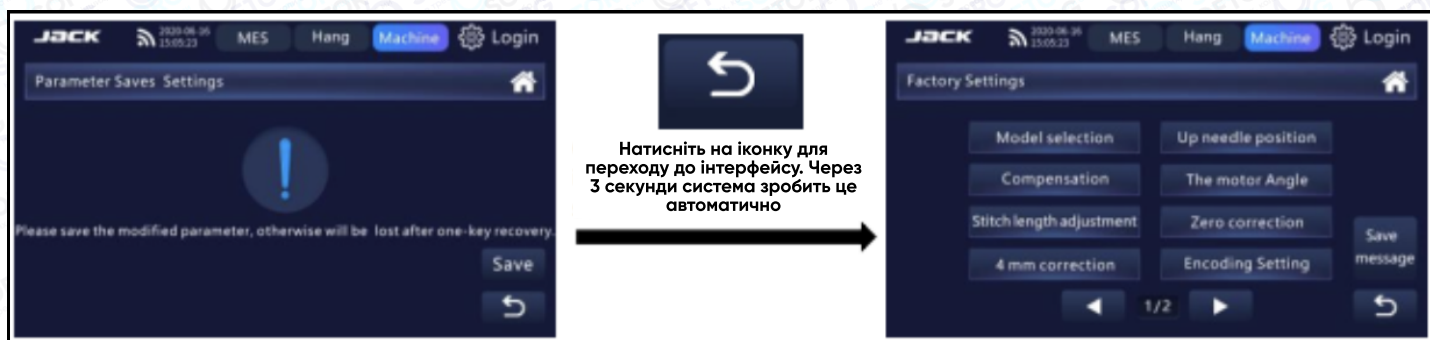 JACK 2020-06-16 15:05:23 MES Hang Machine Login
Parameter Saves Settings
Please save the modified parameter, otherwise will be lost after one-key recovery.
Save
Натисніть на іконку для
переходу до інтерфейсу. Через
3 секунди система зробить це
автоматично
JACK 2020-06-16 15:05:23 MES Hang Machine Login
Factory Settings
Model selection Up needle position
Compensation The motor Angle
Stitch length adjustment Zero correction
4 mm correction Encoding Setting
Save
message
1/2